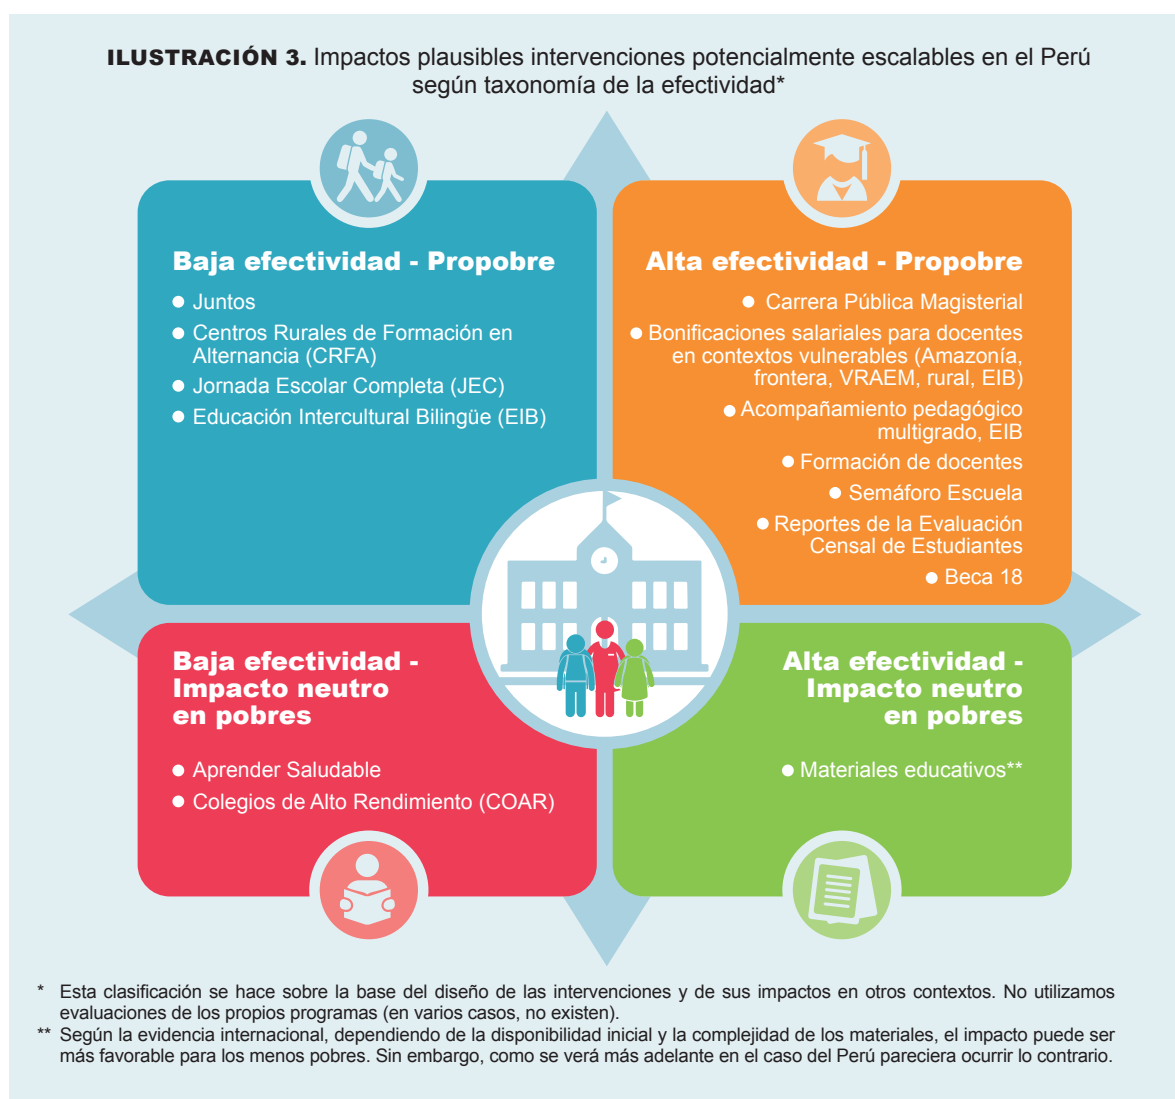 ILUSTRACIÓN 3. Impactos plausibles intervenciones potencialmente escalables en el Perú
según taxonomía de la efectividad*
Baja efectividad - Propobre
Juntos
Centros Rurales de Formación en
Alternancia (CRFA)
Jornada Escolar Completa (JEC)
Educación Intercultural Bilingüe (EIB)
Alta efectividad - Propobre
Carrera Pública Magisterial
Bonificaciones salariales para docentes
en contextos vulnerables (Amazonía,
frontera, VRAEM, rural, EIB)
Acompañamiento pedagógico
multigrado, EIB
Formación de docentes
Semáforo Escuela
Reportes de la Evaluación
Censal de Estudiantes
Beca 18
Baja efectividad -
Impacto neutro
en pobres
Aprender Saludable
Colegios de Alto Rendimiento (COAR)
Alta efectividad -
Impacto neutro
en pobres
Materiales educativos**
* Esta clasificación se hace sobre la base del diseño de las intervenciones y de sus impactos en otros contextos. No utilizamos
evaluaciones de los propios programas (en varios casos, no existen).
** Según la evidencia internacional, dependiendo de la disponibilidad inicial y la complejidad de los materiales, el impacto puede ser
más favorable para los menos pobres. Sin embargo, como se verá más adelante en el caso del Perú pareciera ocurrir lo contrario.